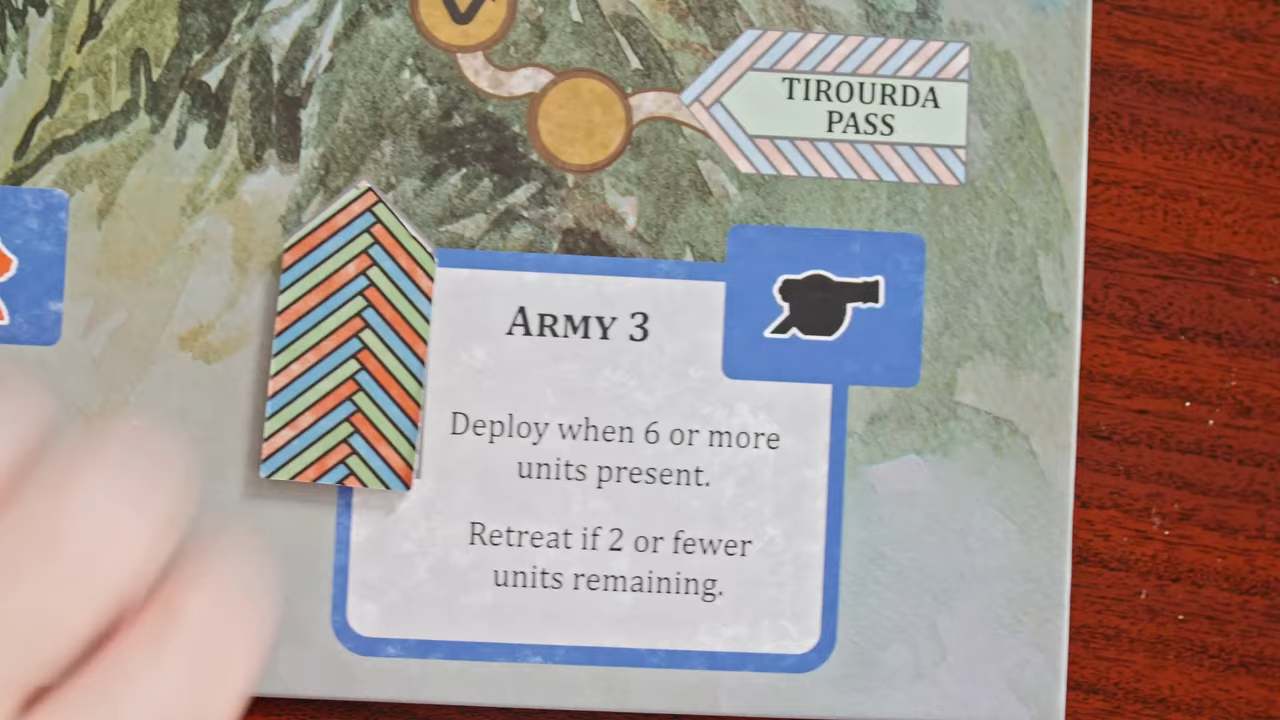 TIROURDA
PASS
ARMY 3
Deploy when 6 or more
units present.
Retreat if 2 or fewer
units remaining.